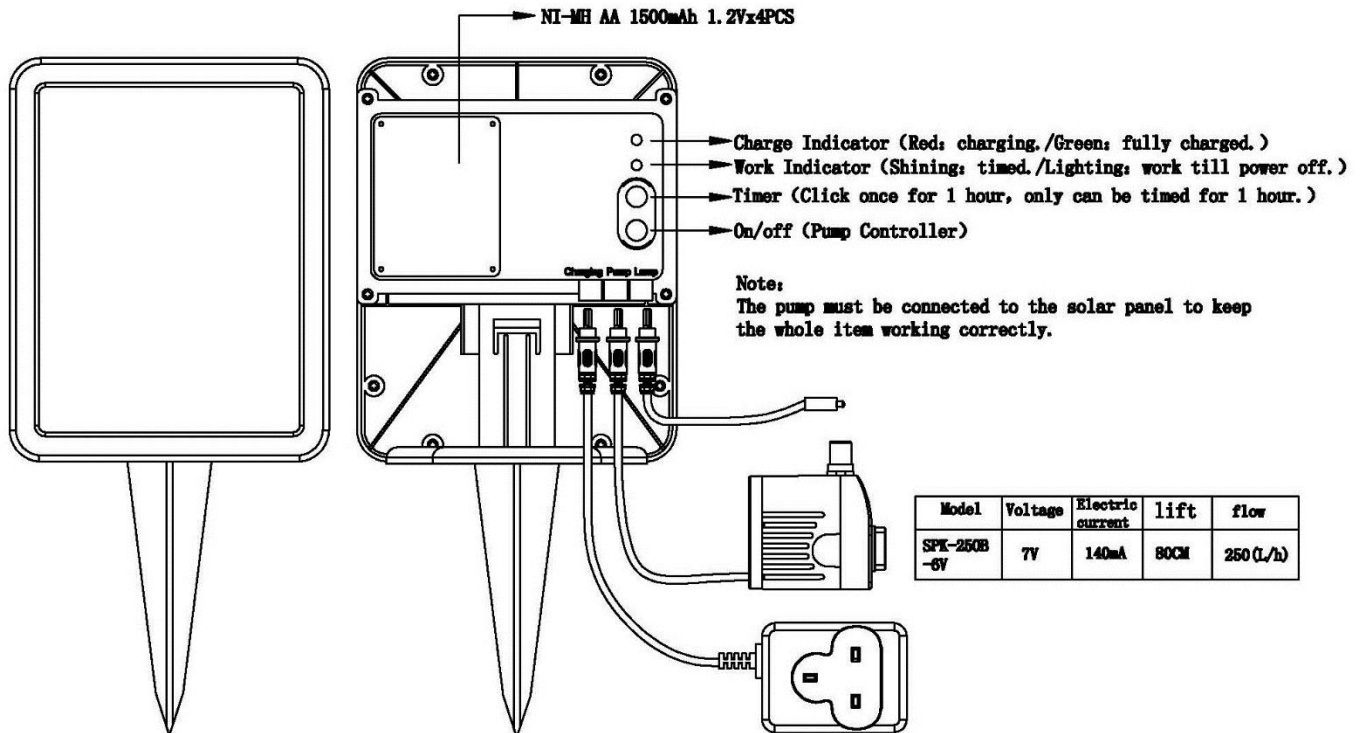 NI-MH AA 1500mAh 1.2Vx4PCS
Charge Indicator (Red: charging./Green: fully charged.)
Work Indicator (Shining: timed./Lighting: work till power off.)
Timer (Click once for 1 hour, only can be timed for 1 hour.)
On/off (Pump Controller)
Charging Pump Lamp
Note:
The pump must be connected to the solar panel to keep
the whole item working correctly.
Model Voltage Electric current lift flow
SPK-250B-6V 7V 140mA 80CM 250(L/h)